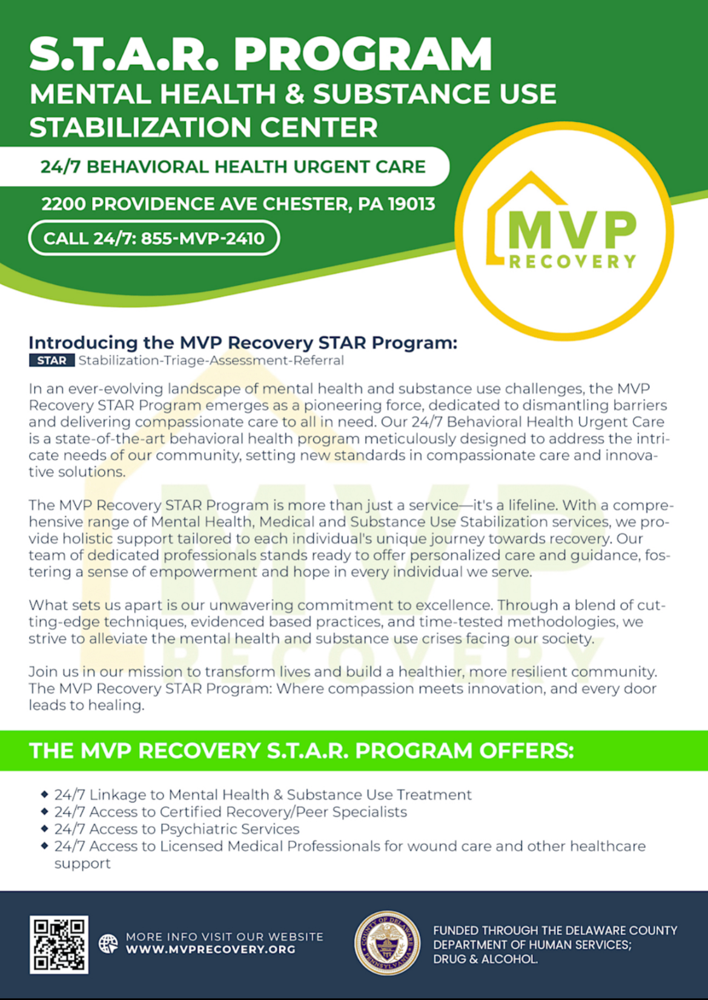 S.T.A.R. PROGRAM
MENTAL HEALTH & SUBSTANCE USE
STABILIZATION CENTER
24/7 BEHAVIORAL HEALTH URGENT CARE
2200 PROVIDENCE AVE CHESTER, PA 19013
CALL 24/7: 855-MVP-2410
MVP
RECOVERY
Introducing the MVP Recovery STAR Program:
STAR Stabilization-Triage-Assessment-Referral
In an ever-evolving landscape of mental health and substance use challenges, the MVP
Recovery STAR Program emerges as a pioneering force, dedicated to dismantling barriers
and delivering compassionate care to all in need. Our 24/7 Behavioral Health Urgent Care
is a state-of-the-art behavioral health program meticulously designed to address the intri-
cate needs of our community, setting new standards in compassionate care and innova-
tive solutions.
The MVP Recovery STAR Program is more than just a service—it's a lifeline. With a compre-
hensive range of Mental Health, Medical and Substance Use Stabilization services, we pro-
vide holistic support tailored to each individual's unique journey towards recovery. Our
team of dedicated professionals stands ready to offer personalized care and guidance, fos-
tering a sense of empowerment and hope in every individual we serve.
What sets us apart is our unwavering commitment to excellence. Through a blend of cut-
ting-edge techniques, evidenced based practices, and time-tested methodologies, we
strive to alleviate the mental health and substance use crises facing our society.
Join us in our mission to transform lives and build a healthier, more resilient community.
The MVP Recovery STAR Program: Where compassion meets innovation, and every door
leads to healing.
MVP
RECOVERY
THE MVP RECOVERY S.T.A.R. PROGRAM OFFERS:
◆ 24/7 Linkage to Mental Health & Substance Use Treatment
◆ 24/7 Access to Certified Recovery/Peer Specialists
◆ 24/7 Access to Psychiatric Services
◆ 24/7 Access to Licensed Medical Professionals for wound care and other healthcare
support
MORE INFO VISIT OUR WEBSITE
WWW.MVPRECOVERY.ORG
COUNTY OF DELAWARE
PENNSYLVANIA
FUNDED THROUGH THE DELAWARE COUNTY
DEPARTMENT OF HUMAN SERVICES;
DRUG & ALCOHOL.